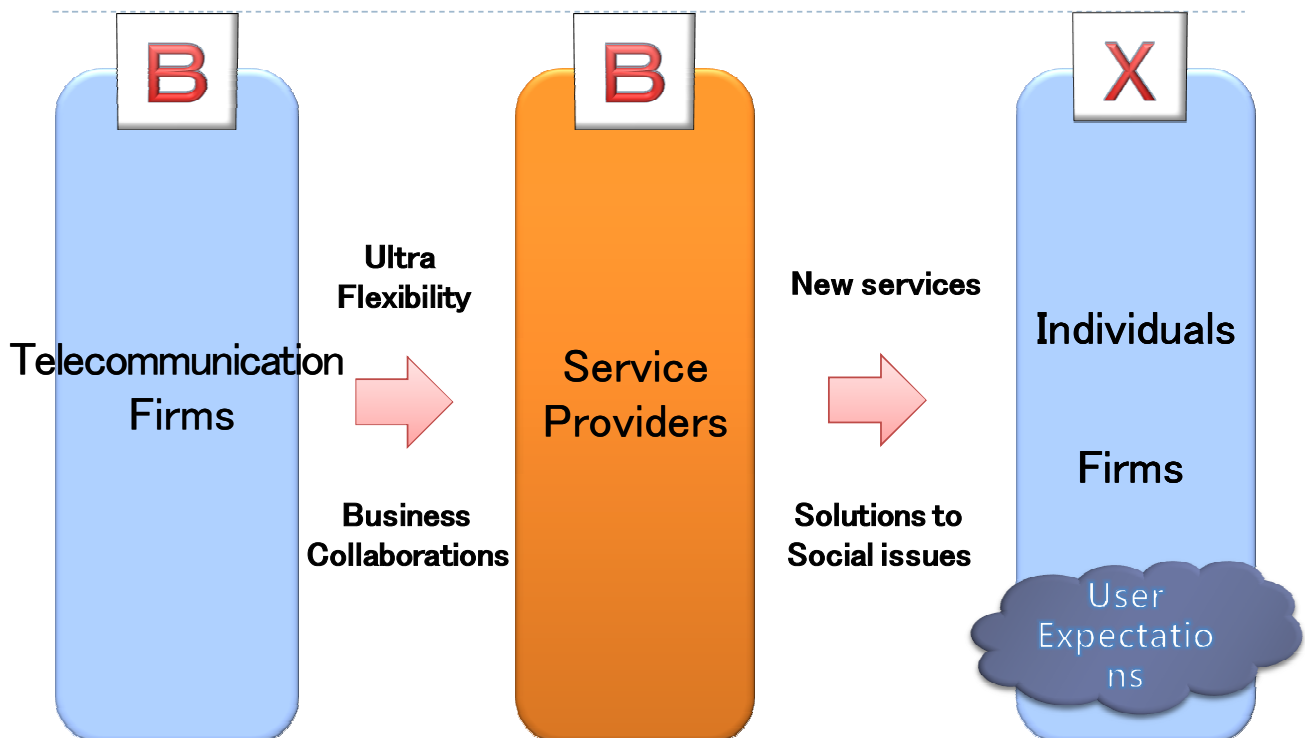 B
B
X
Telecommunication
Firms
Ultra
Flexibility
Business
Collaborations
Service
Providers
New services
Solutions to
Social issues
Individuals
Firms
User
Expectatio
ns